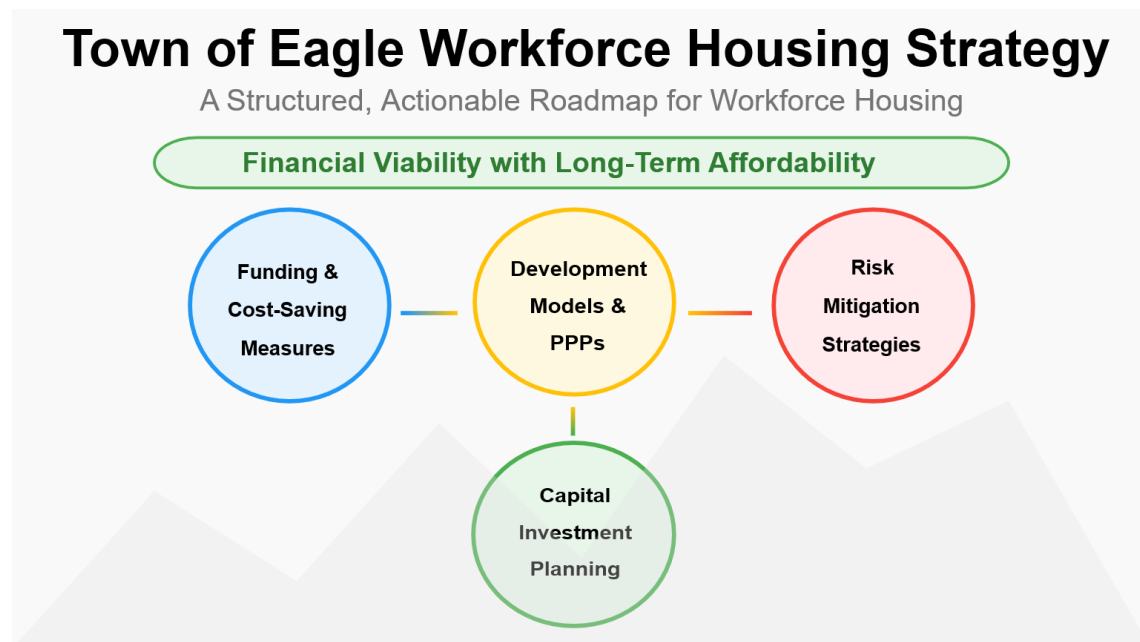 Town of Eagle Workforce Housing Strategy
A Structured, Actionable Roadmap for Workforce Housing
Financial Viability with Long-Term Affordability
Funding &
Cost-Saving
Measures
Development
Models &
PPPs
Risk
Mitigation
Strategies
Capital
Investment
Planning